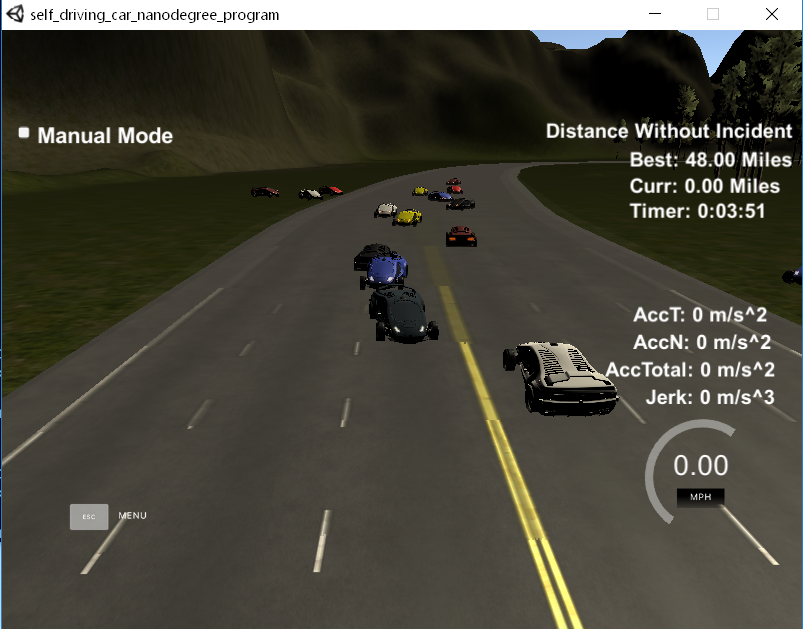 self_driving_car_nanodegree_program
Manual Mode
Distance Without Incident
Best: 48.00 Miles
Curr: 0.00 Miles
Timer: 0:03:51
AccT: 0 m/s^2
AccN: 0 m/s^2
AccTotal: 0 m/s^2
Jerk: 0 m/s^3
0.00
MPH
ESC MENU